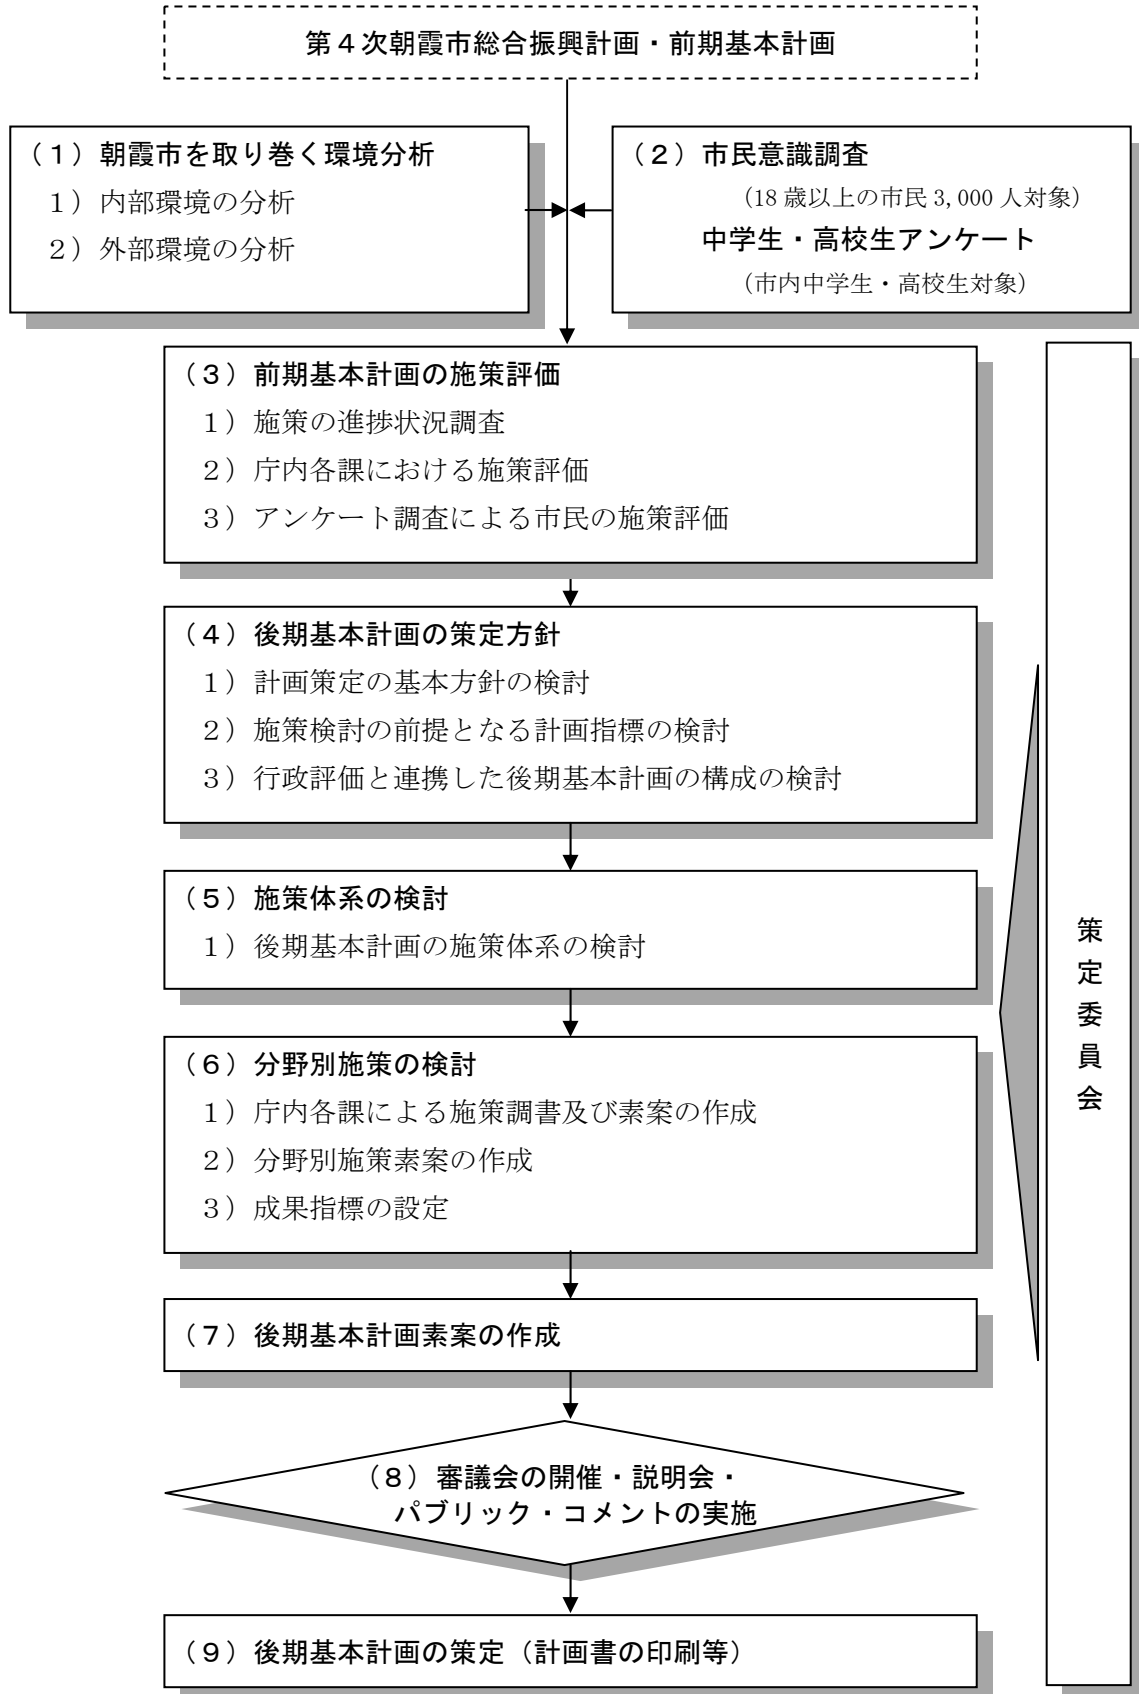 第４次朝霞市総合振興計画・前期基本計画
（１）朝霞市を取り巻く環境分析
１）内部環境の分析
２）外部環境の分析
（２）市民意識調査
（18 歳以上の市民 3,000 人対象）
中学生・高校生アンケート
（市内中学生・高校生対象）
（３）前期基本計画の施策評価
１）施策の進捗状況調査
２）庁内各課における施策評価
３）アンケート調査による市民の施策評価
（４）後期基本計画の策定方針
１）計画策定の基本方針の検討
２）施策検討の前提となる計画指標の検討
３）行政評価と連携した後期基本計画の構成の検討
（５）施策体系の検討
１）後期基本計画の施策体系の検討
（６）分野別施策の検討
１）庁内各課による施策調書及び素案の作成
２）分野別施策素案の作成
３）成果指標の設定
（７）後期基本計画素案の作成
（８）審議会の開催・説明会・
パブリック・コメントの実施
（９）後期基本計画の策定（計画書の印刷等）
策定委員会